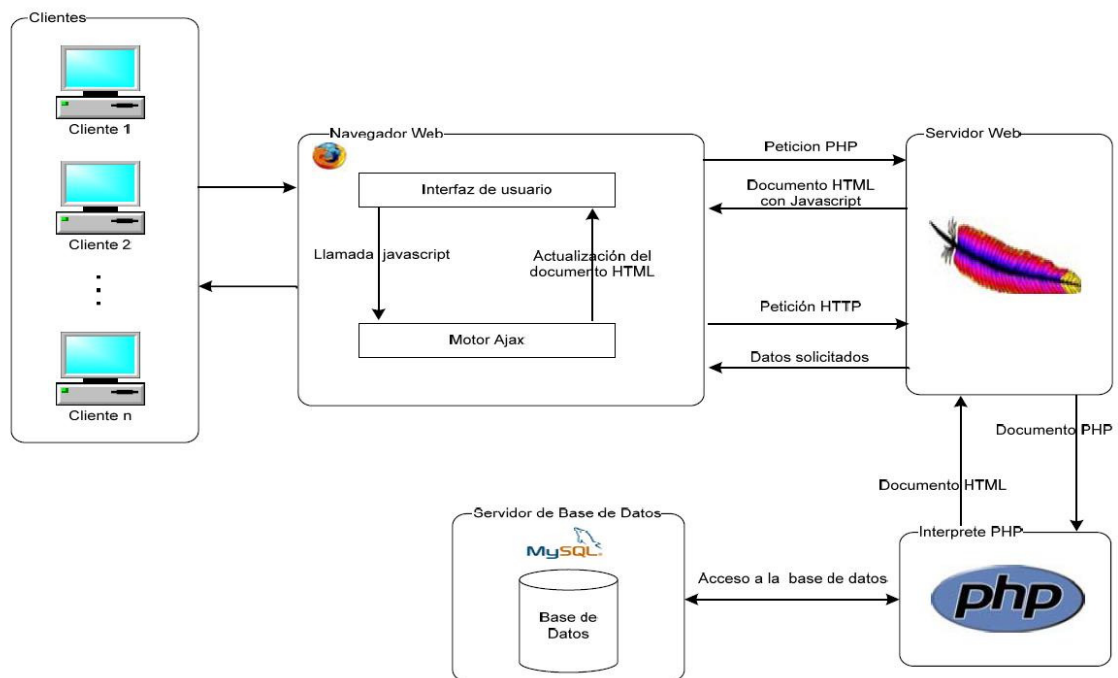 Clientes
Cliente 1
Cliente 2
Cliente n
Navegador Web
Interfaz de usuario
Llamada javascript
Actualización del
documento HTML
Motor Ajax
Peticion PHP
Documento HTML
con Javascript
Petición HTTP
Datos solicitados
Servidor Web
Documento PHP
Documento HTML
Servidor de Base de Datos
MySQL
Base de
Datos
Acceso a la base de datos
Interprete PHP
php